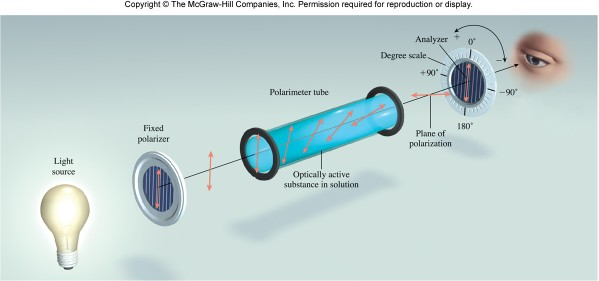 Copyright © The McGraw-Hill Companies, Inc. Permission required for reproduction or display.
Analyzer
+
0°
Degree scale
–
+90°
Polarimeter tube
−90°
180°
Fixed
polarizer
Plane of
polarization
Light
source
Optically active
substance in solution